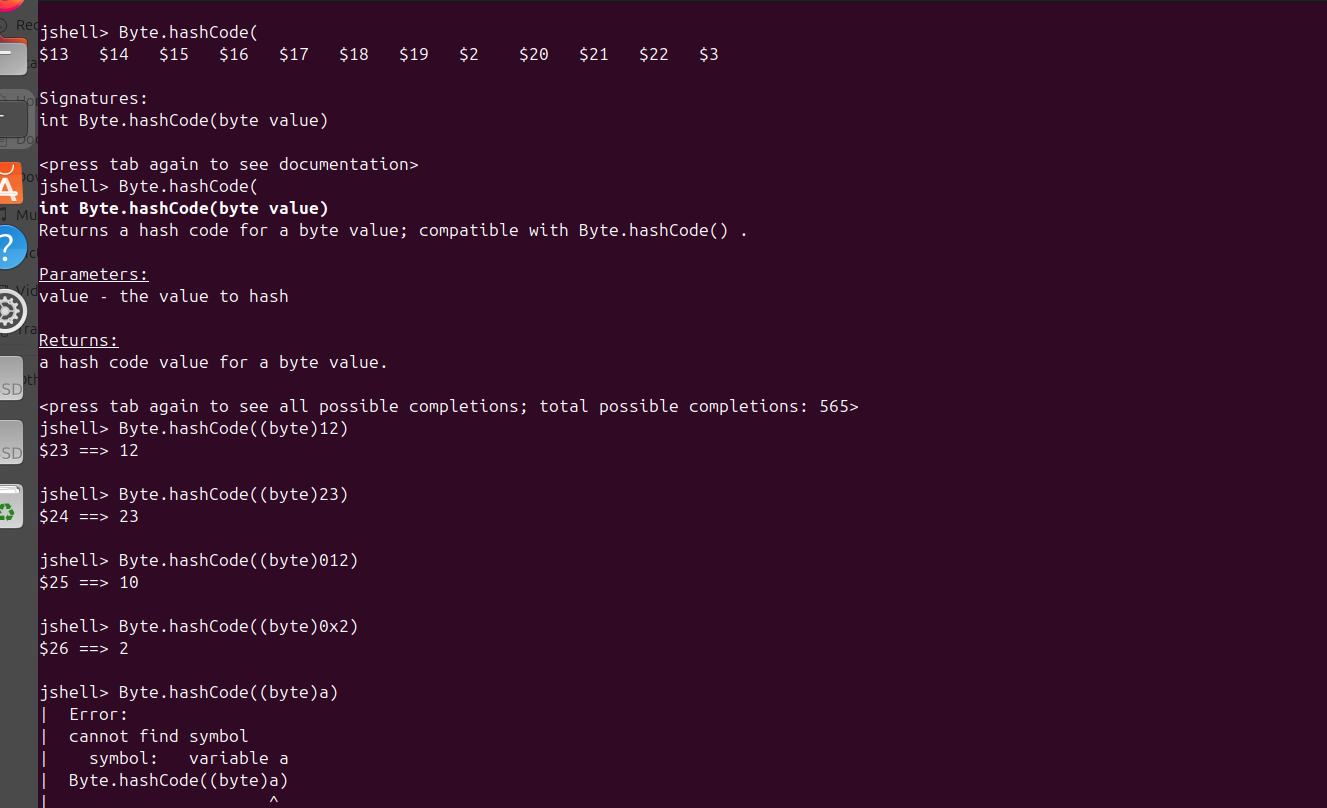 jshell> Byte.hashCode(
$13   $14   $15   $16   $17   $18   $19   $2    $20   $21   $22   $3
Signatures:
int Byte.hashCode(byte value)
<press tab again to see documentation>
jshell> Byte.hashCode(
int Byte.hashCode(byte value)
Returns a hash code for a byte value; compatible with Byte.hashCode() .
Parameters:
value - the value to hash
Returns:
a hash code value for a byte value.
<press tab again to see all possible completions; total possible completions: 565>
jshell> Byte.hashCode((byte)12)
$23 ==> 12
jshell> Byte.hashCode((byte)23)
$24 ==> 23
jshell> Byte.hashCode((byte)012)
$25 ==> 10
jshell> Byte.hashCode((byte)0x2)
$26 ==> 2
jshell> Byte.hashCode((byte)a)
|  Error:
|  cannot find symbol
|    symbol:   variable a
|  Byte.hashCode((byte)a)
|                      ^